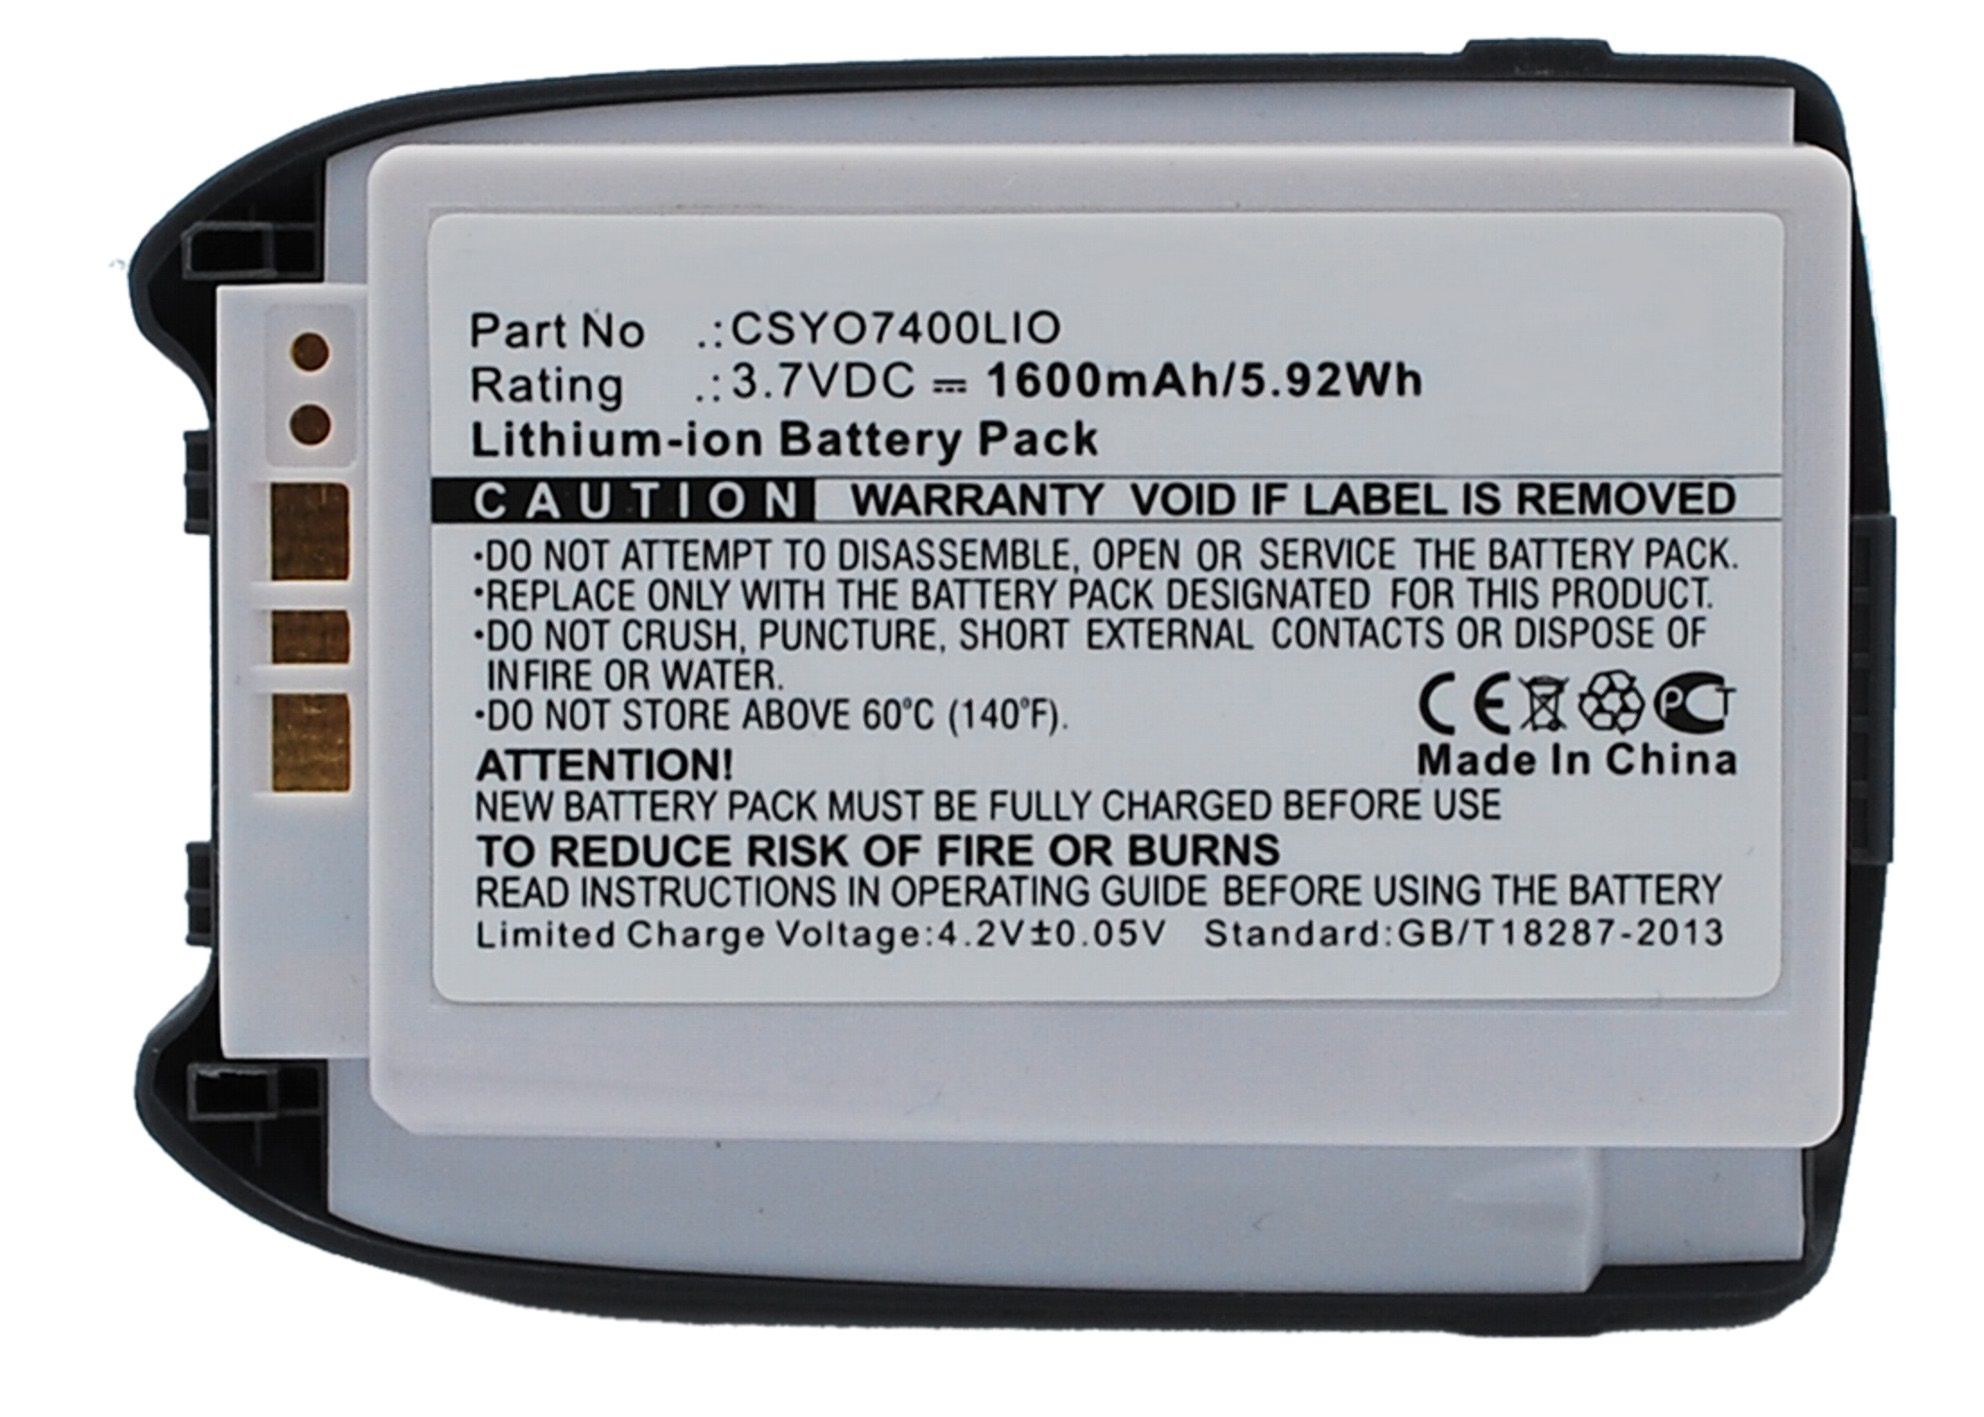 Part No .:CSYO7400LIO
Rating .:3.7VDC ⎓ 1600mAh/5.92Wh
Lithium-ion Battery Pack
CAUTION WARRANTY VOID IF LABEL IS REMOVED
•DO NOT ATTEMPT TO DISASSEMBLE, OPEN OR SERVICE THE BATTERY PACK.
•REPLACE ONLY WITH THE BATTERY PACK DESIGNATED FOR THIS PRODUCT.
•DO NOT CRUSH, PUNCTURE, SHORT EXTERNAL CONTACTS OR DISPOSE OF
IN FIRE OR WATER.
•DO NOT STORE ABOVE 60°C (140°F).
CE PCT
Made In China
ATTENTION!
NEW BATTERY PACK MUST BE FULLY CHARGED BEFORE USE
TO REDUCE RISK OF FIRE OR BURNS
READ INSTRUCTIONS IN OPERATING GUIDE BEFORE USING THE BATTERY
Limited Charge Voltage:4.2V±0.05V Standard:GB/T18287-2013